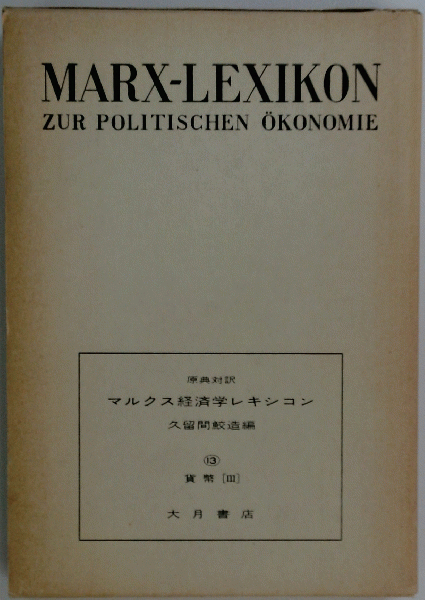 MARX-LEXIKON
ZUR POLITISCHEN ÖKONOMIE
原典対訳
マルクス経済学レキシコン
久留間鮫造編
⑬
貨幣［III］
大月書店